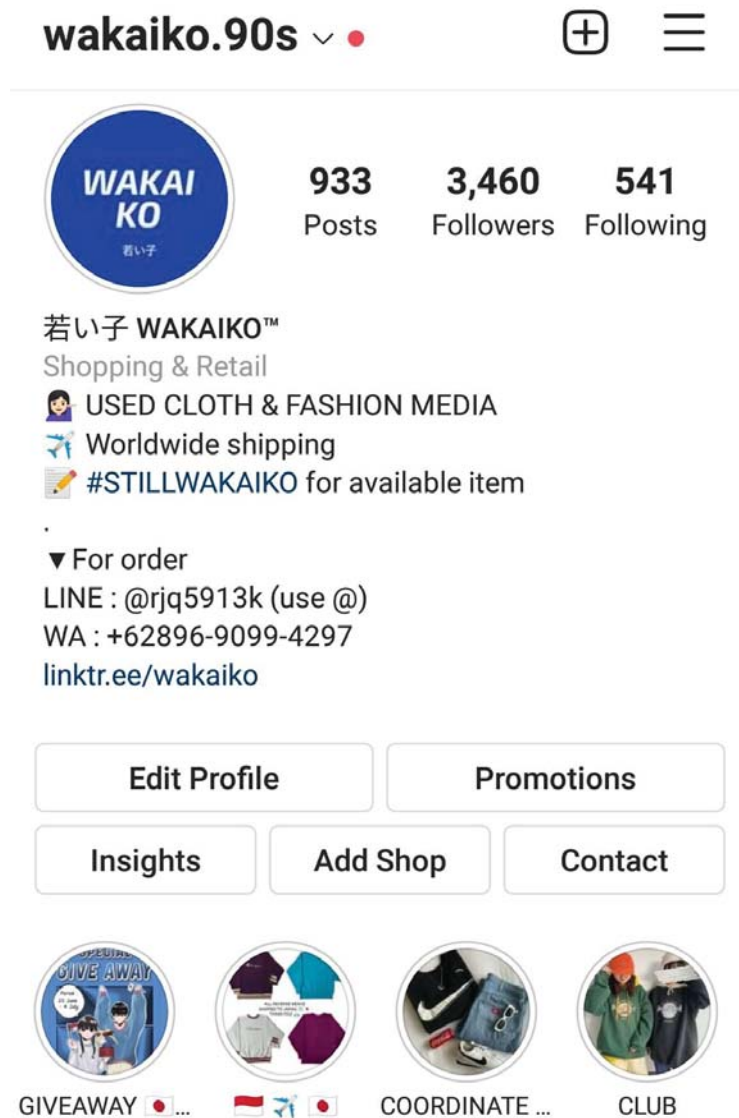 wakaiko.90s
WAKAI
KO
若い子
933
3,460
541
Posts
Followers
Following
若い子 WAKAIKO™
Shopping & Retail
USED CLOTH & FASHION MEDIA
Worldwide shipping
#STILLWAKAIKO for available item
.
▼For order
LINE : @rjq5913k (use @)
WA : +62896-9099-4297
linktr.ee/wakaiko
Edit Profile
Promotions
Insights
Add Shop
Contact
SPECIAL
GIVE AWAY
GIVEAWAY 🇯🇵...
🇮🇩 ✈️ 🇯🇵
COORDINATE ...
CLUB